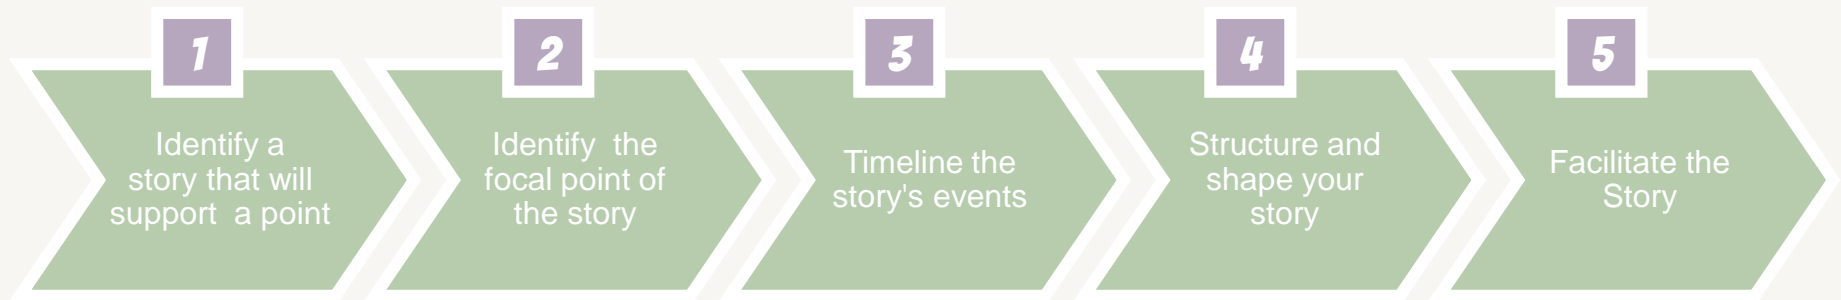 1
Identify a
story that will
support  a point
2
Identify  the
focal point of
the story
3
Timeline the
story's events
4
Structure and
shape your
story
5
Facilitate the
Story